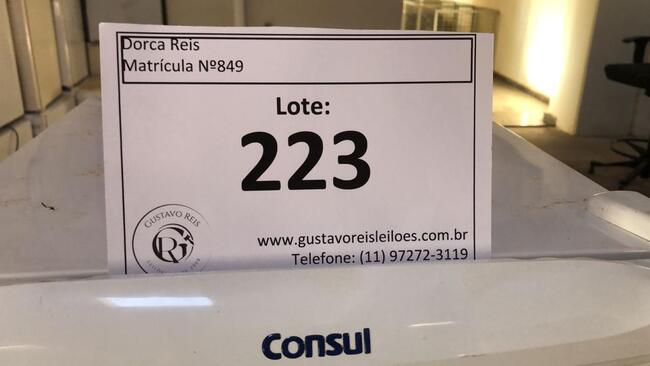 Dorca Reis
Matrícula Nº849
Lote:
223
GUSTAVO REIS
GR
www.gustavoreisleiloes.com.br
Telefone: (11) 97272-3119
Consul